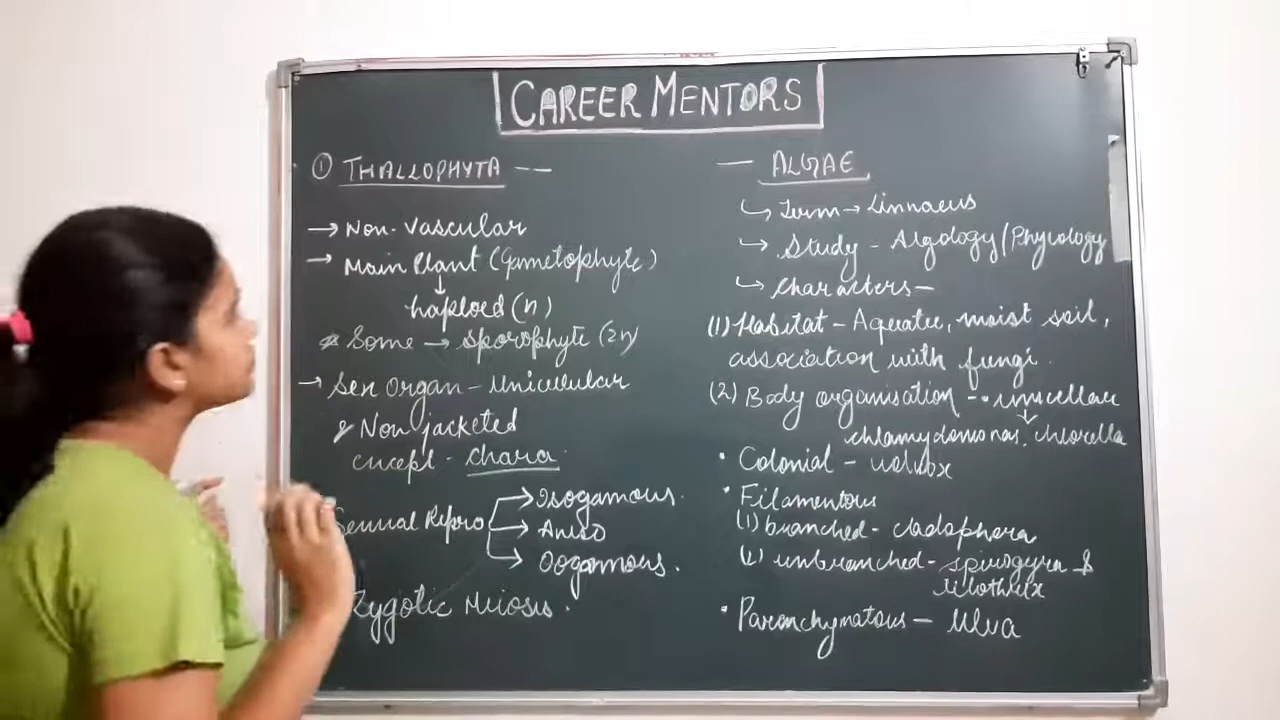 CAREER MENTORS
① THALLOPHYTA --
→ Non-Vascular
→ Main Plant (Gametophyte)
↓
haploid (n)
* Some → sporophyte (2n)
→ Sex Organ - Unicellular
& Non jacketed
except - chara.
Sexual Repro → Isogamous.
→ Aniso
→ Oogamous.
Zygotic Meiosis.
— ALGAE
↳ Term → Linnaeus
↳ Study - Algology/Phycology
↳ characters -
(1) Habitat - Aquatic, moist soil,
association with fungi.
(2) Body organisation - • unicellar
↓
chlamydomonas, chlorella
• Colonial - volvox
• Filamentous
(1) branched - cladophora
(2) unbranched - spirogyra &
Ulothrix
• Parenchymatous - Ulva